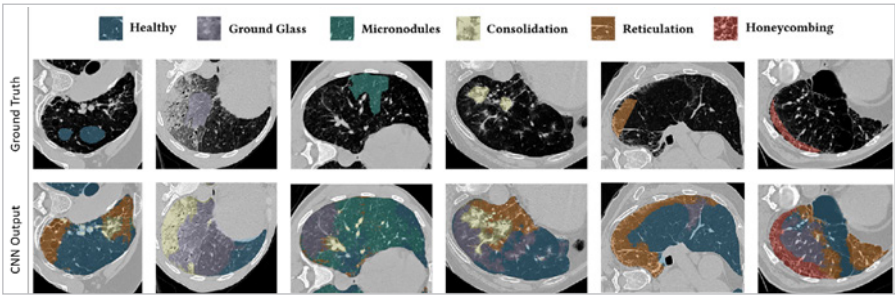 Healthy Ground Glass Micronodules Consolidation Reticulation Honeycombing
Ground Truth
CNN Output